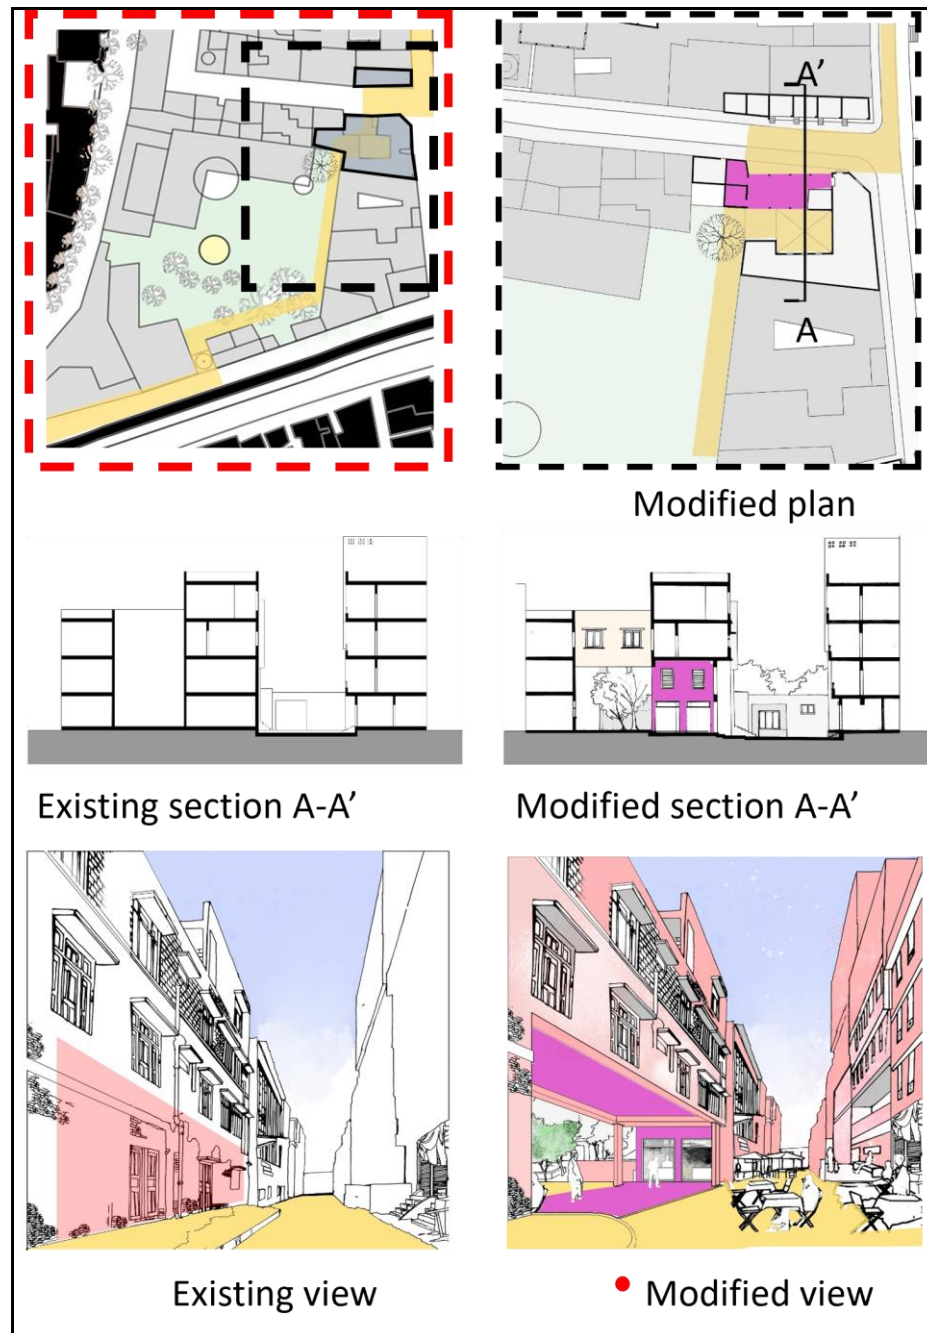 A’
A
Modified plan
Existing section A-A’
Modified section A-A’
Existing view
• Modified view